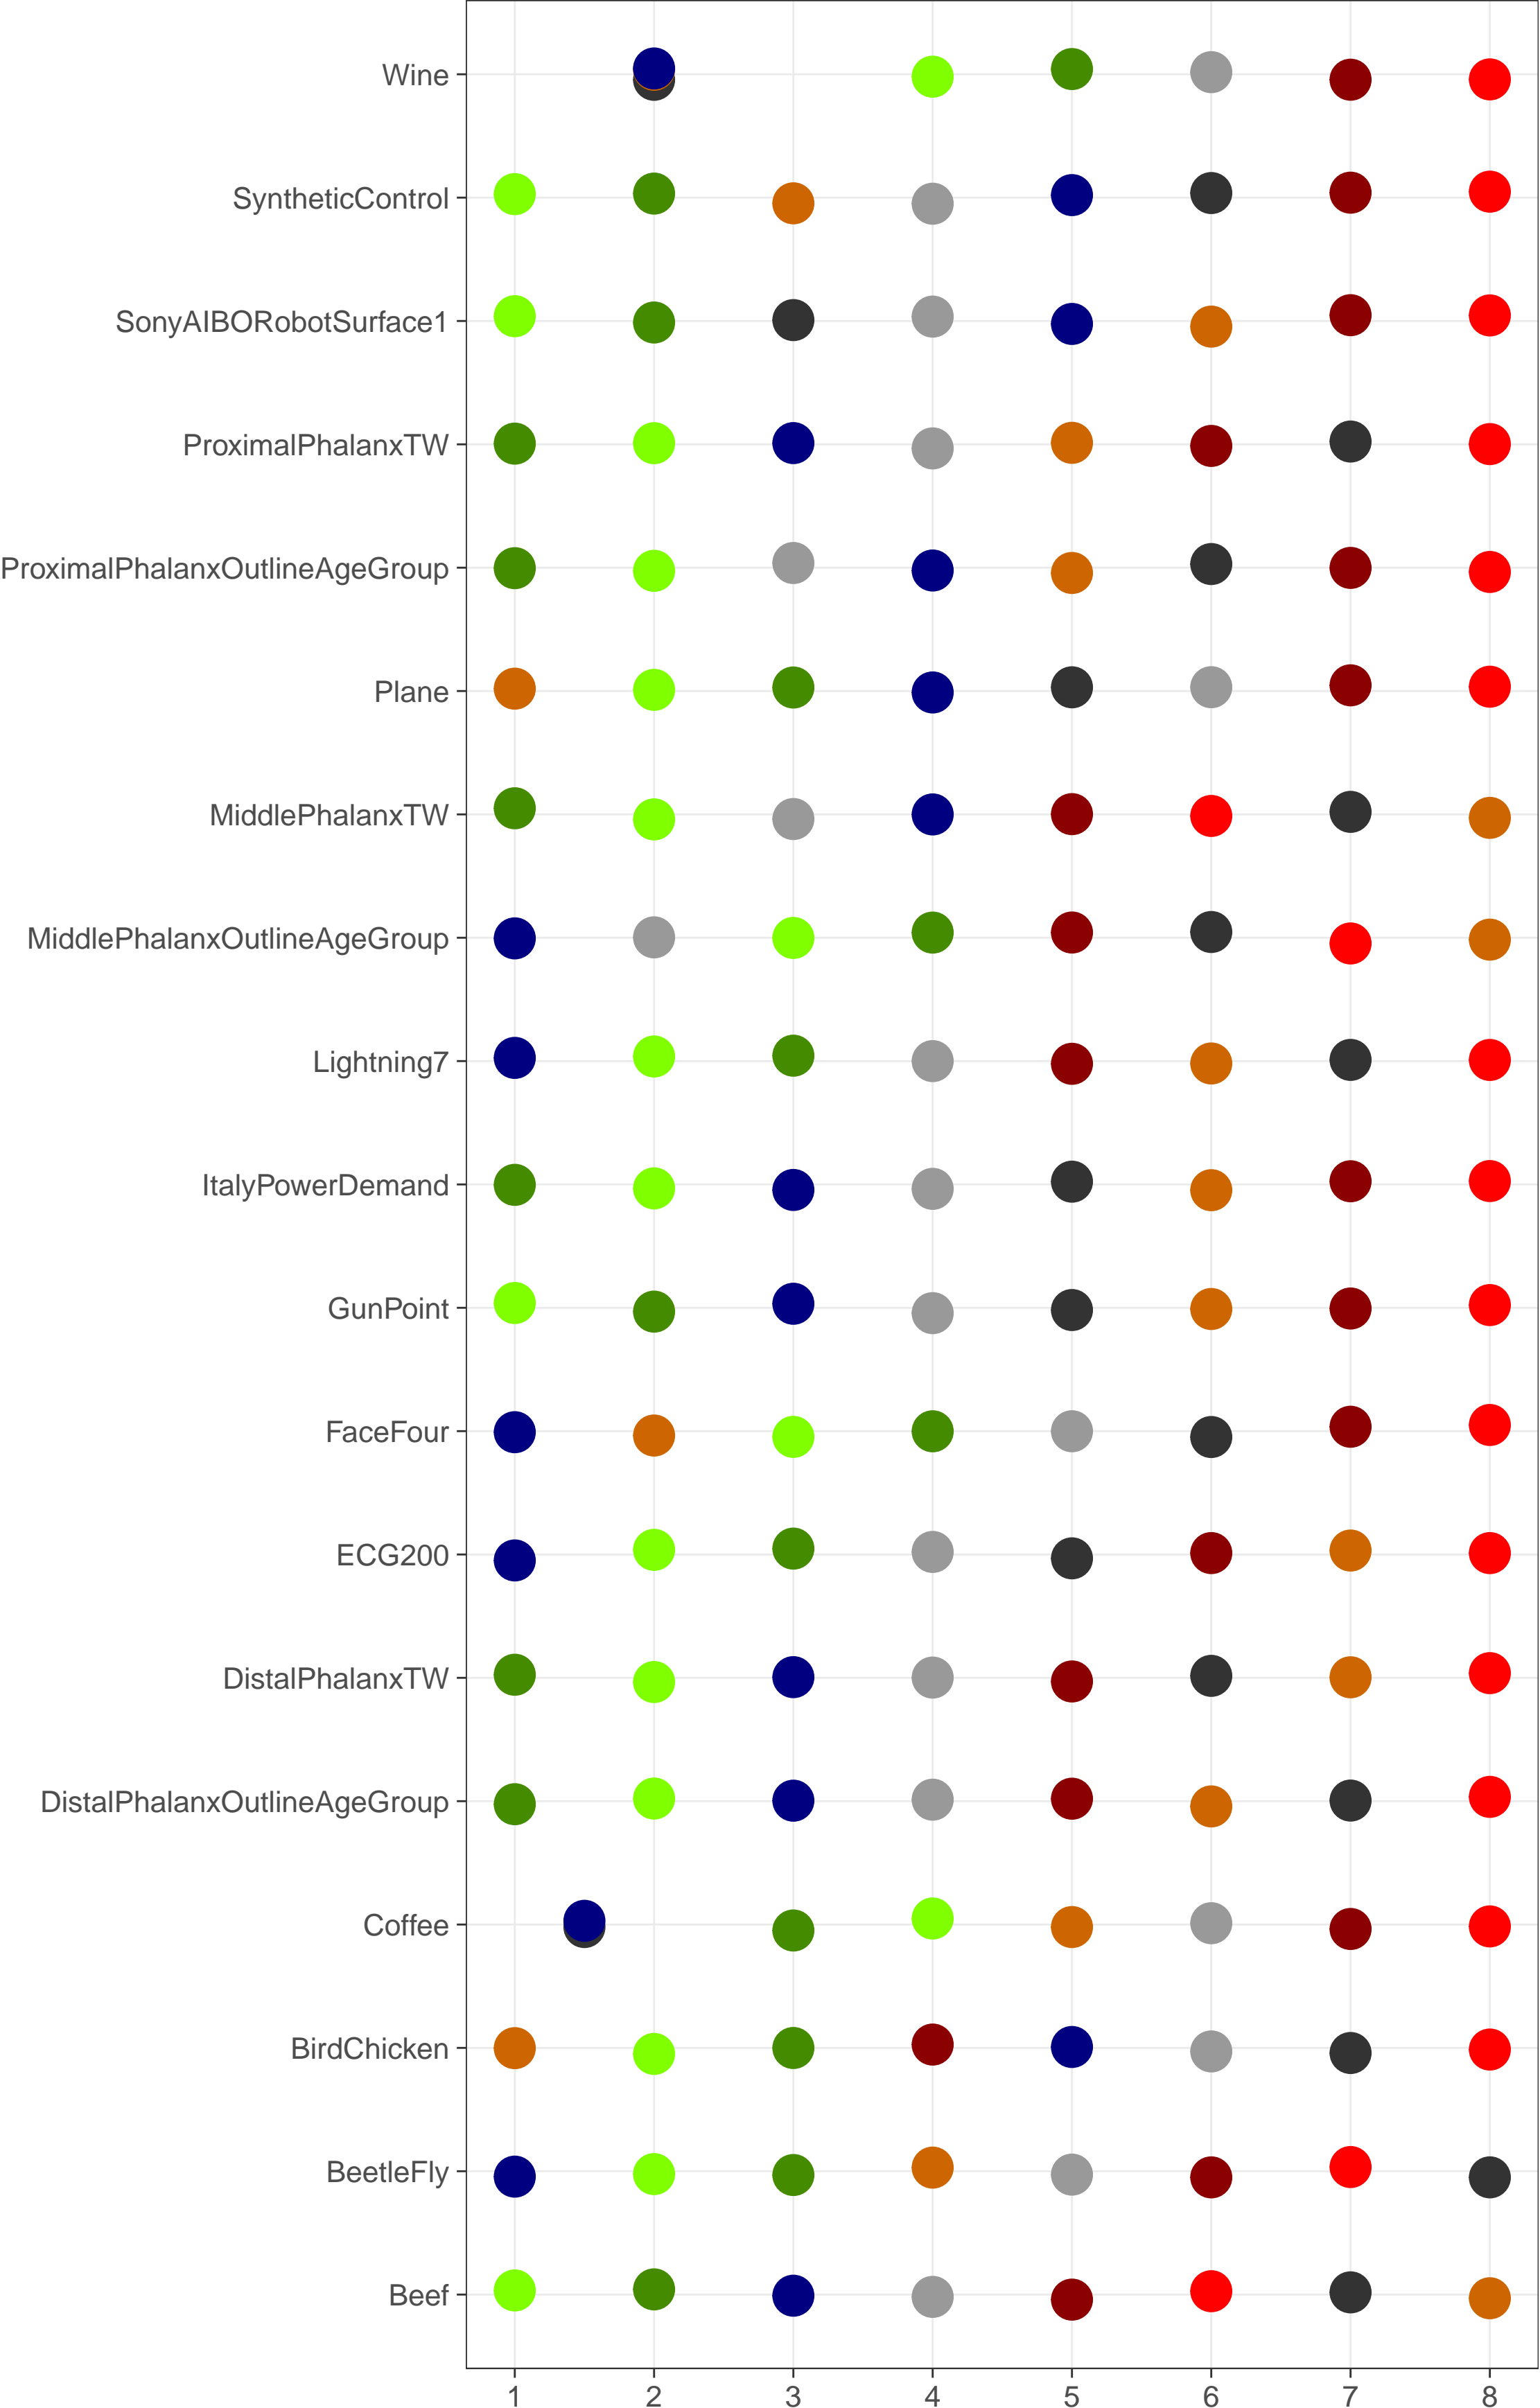 Wine
SyntheticControl
SonyAIBORobotSurface1
ProximalPhalanxTW
ProximalPhalanxOutlineAgeGroup
Plane
MiddlePhalanxTW
MiddlePhalanxOutlineAgeGroup
Lightning7
ItalyPowerDemand
GunPoint
FaceFour
ECG200
DistalPhalanxTW
DistalPhalanxOutlineAgeGroup
Coffee
BirdChicken
BeetleFly
Beef
1 2 3 4 5 6 7 8